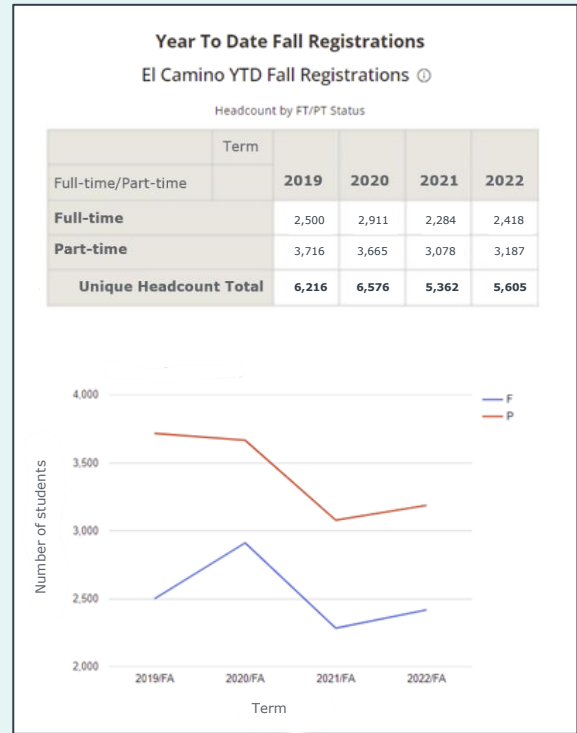 Year To Date Fall Registrations
El Camino YTD Fall Registrations ⓘ
Headcount by FT/PT Status
Term
Full-time/Part-time 2019 2020 2021 2022
Full-time 2,500 2,911 2,284 2,418
Part-time 3,716 3,665 3,078 3,187
Unique Headcount Total 6,216 6,576 5,362 5,605
4,000
3,500
3,000
2,500
2,000
Number of students
F
P
2019/FA 2020/FA 2021/FA 2022/FA
Term